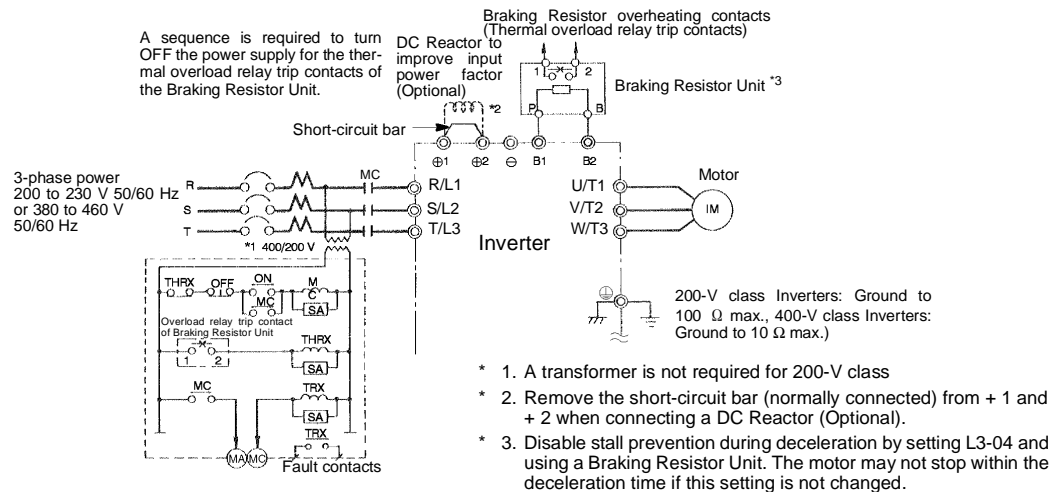 Braking Resistor overheating contacts
(Thermal overload relay trip contacts)
A sequence is required to turn
OFF the power supply for the ther-
mal overload relay trip contacts of
the Braking Resistor Unit.
DC Reactor to
improve input
power factor
(Optional)
1 2
Braking Resistor Unit *3
*2
P B
Short-circuit bar
⊕1 ⊕2 ⊖ B1 B2
3-phase power
200 to 230 V 50/60 Hz
or 380 to 460 V
50/60 Hz
R
S
T
MC
R/L1
S/L2
T/L3
Inverter
U/T1
V/T2
W/T3
Motor
IM
*1 400/200 V
THRX OFF ON
MC
M
C
SA
Overload relay trip contact
of Braking Resistor Unit
1 2
THRX
SA
MC
TRX
SA
TRX
MA MC
Fault contacts
200-V class Inverters: Ground to
100 Ω max., 400-V class Inverters:
Ground to 10 Ω max.)
* 1. A transformer is not required for 200-V class
* 2. Remove the short-circuit bar (normally connected) from + 1 and
+ 2 when connecting a DC Reactor (Optional).
* 3. Disable stall prevention during deceleration by setting L3-04 and
using a Braking Resistor Unit. The motor may not stop within the
deceleration time if this setting is not changed.